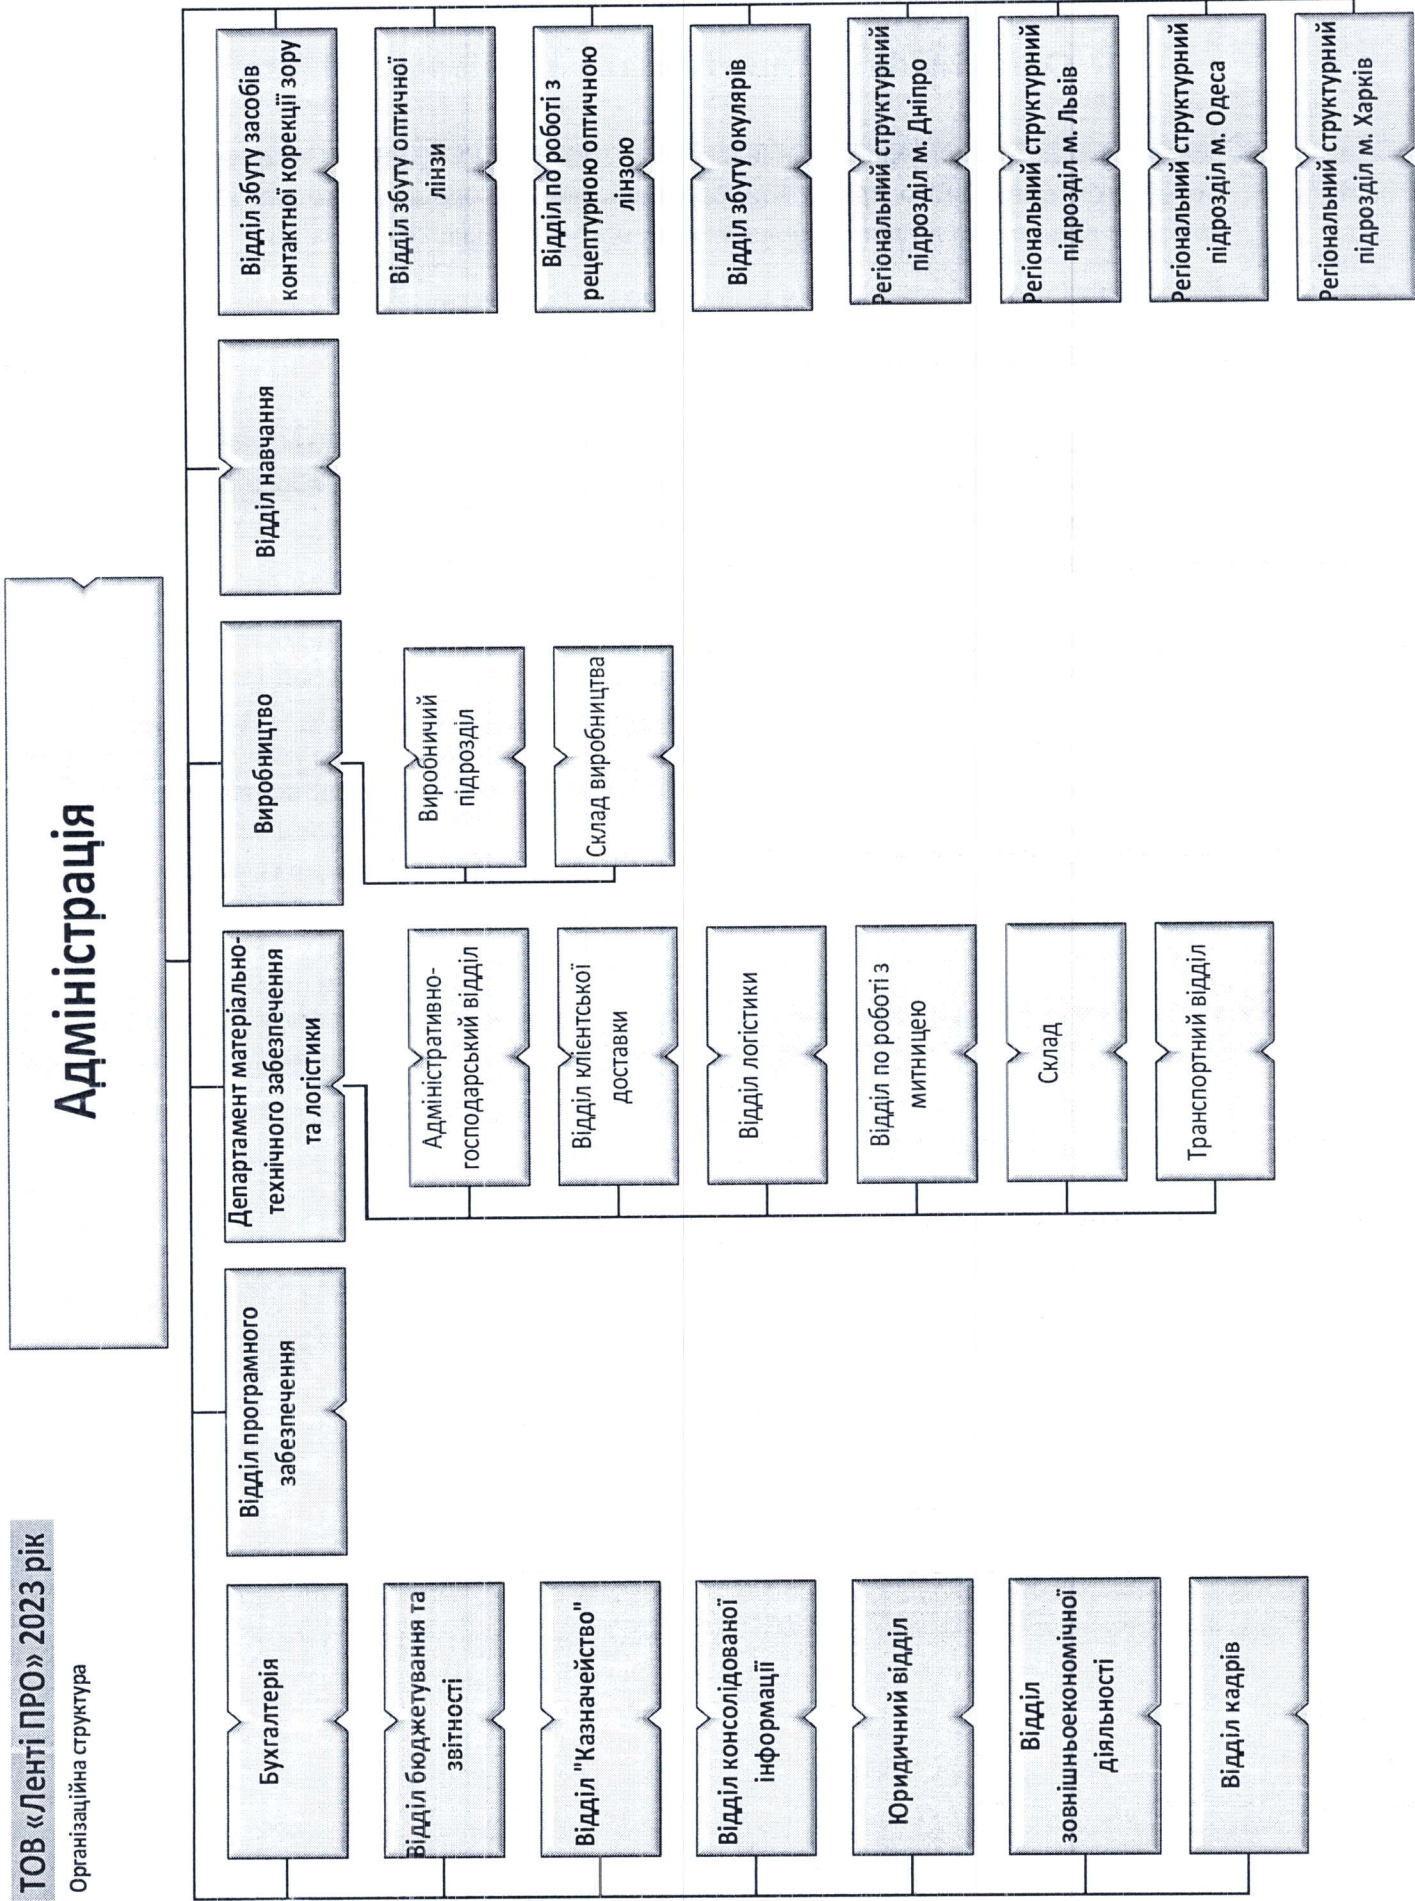 ТОВ «Ленті ПРО» 2023 рік
Організаційна структура
Адміністрація
Бухгалтерія
Відділ бюджетування та
звітності
Відділ "Казначейство"
Відділ консолідованої
інформації
Юридичний відділ
Відділ
зовнішньоекономічної
діяльності
Відділ кадрів
Відділ програмного
забезпечення
Департамент матеріально-
технічного забезпечення
та логістики
Адміністративно-
господарський відділ
Відділ клієнтської
доставки
Відділ логістики
Відділ по роботі з
митницею
Склад
Транспортний відділ
Виробництво
Виробничий
підрозділ
Склад виробництва
Відділ навчання
Відділ збуту засобів
контактної корекції зору
Відділ збуту оптичної
лінзи
Відділ по роботі з
рецептурною оптичною
лінзою
Відділ збуту окулярів
Регіональний структурний
підрозділ м. Дніпро
Регіональний структурний
підрозділ м. Львів
Регіональний структурний
підрозділ м. Одеса
Регіональний структурний
підрозділ м. Харків